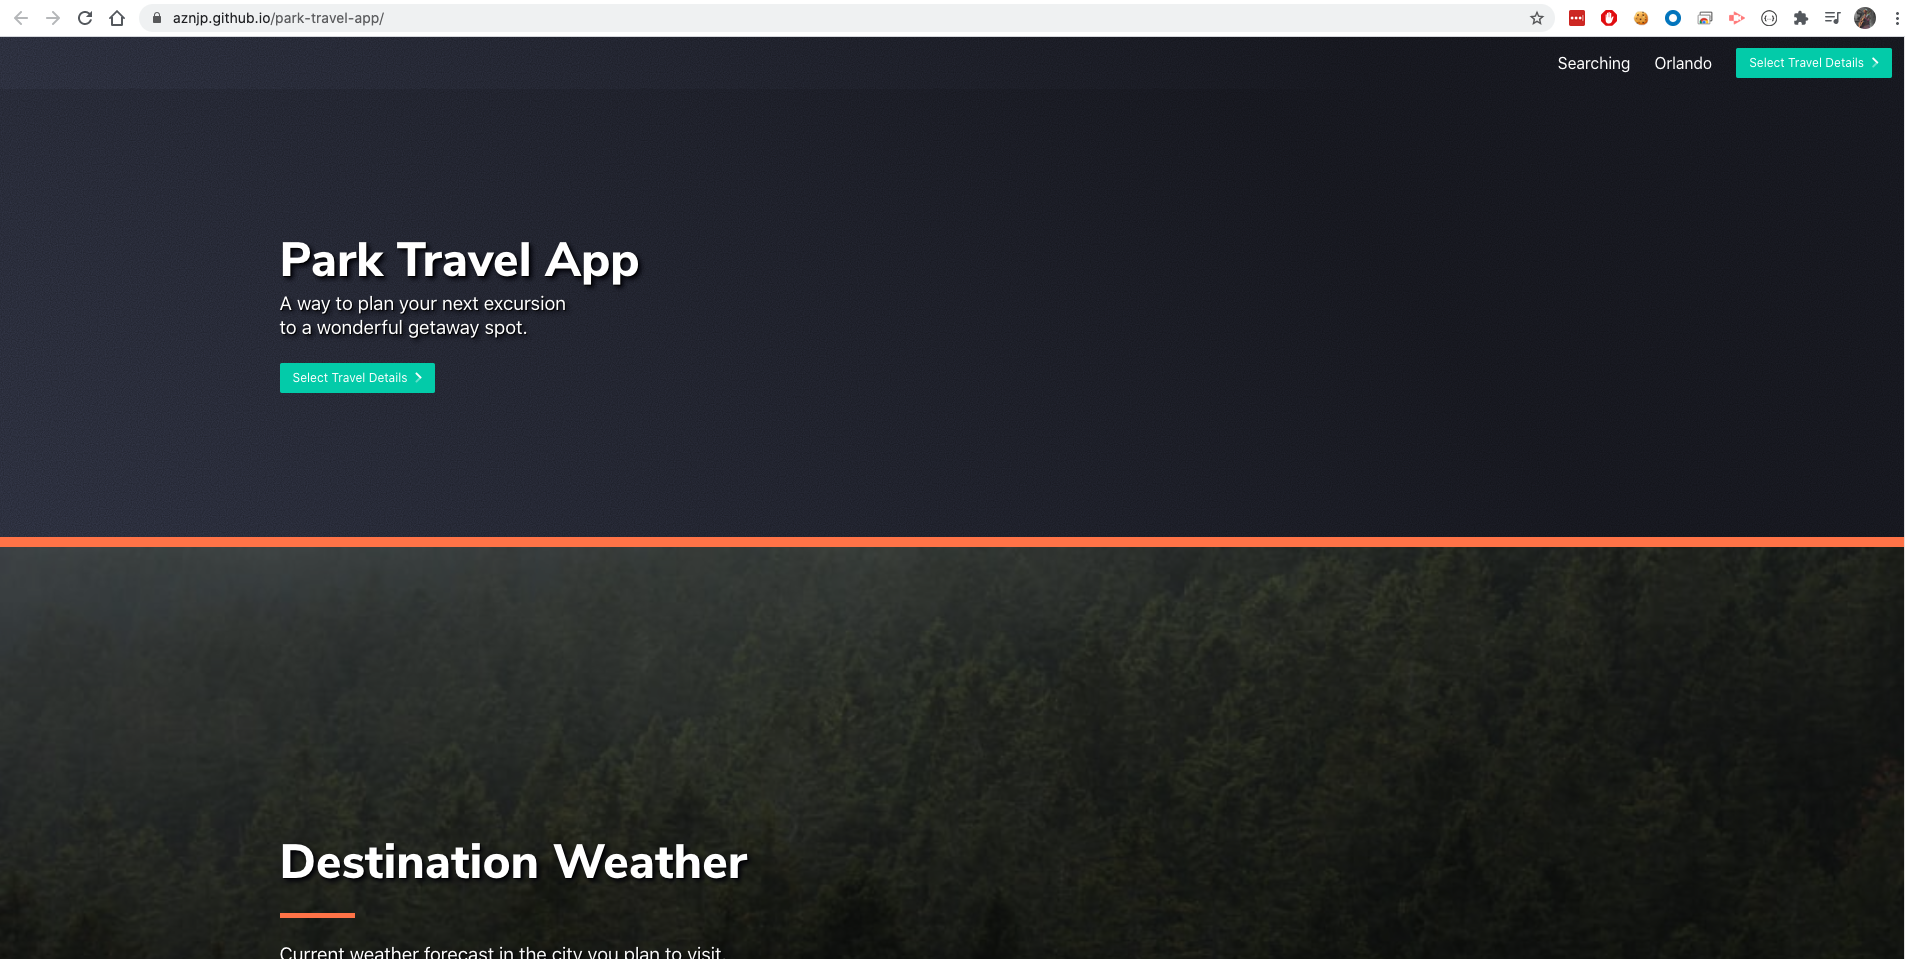 aznjp.github.io/park-travel-app/
Searching Orlando Select Travel Details
Park Travel App
A way to plan your next excursion
to a wonderful getaway spot.
Select Travel Details
Destination Weather
Current weather forecast in the city you plan to visit